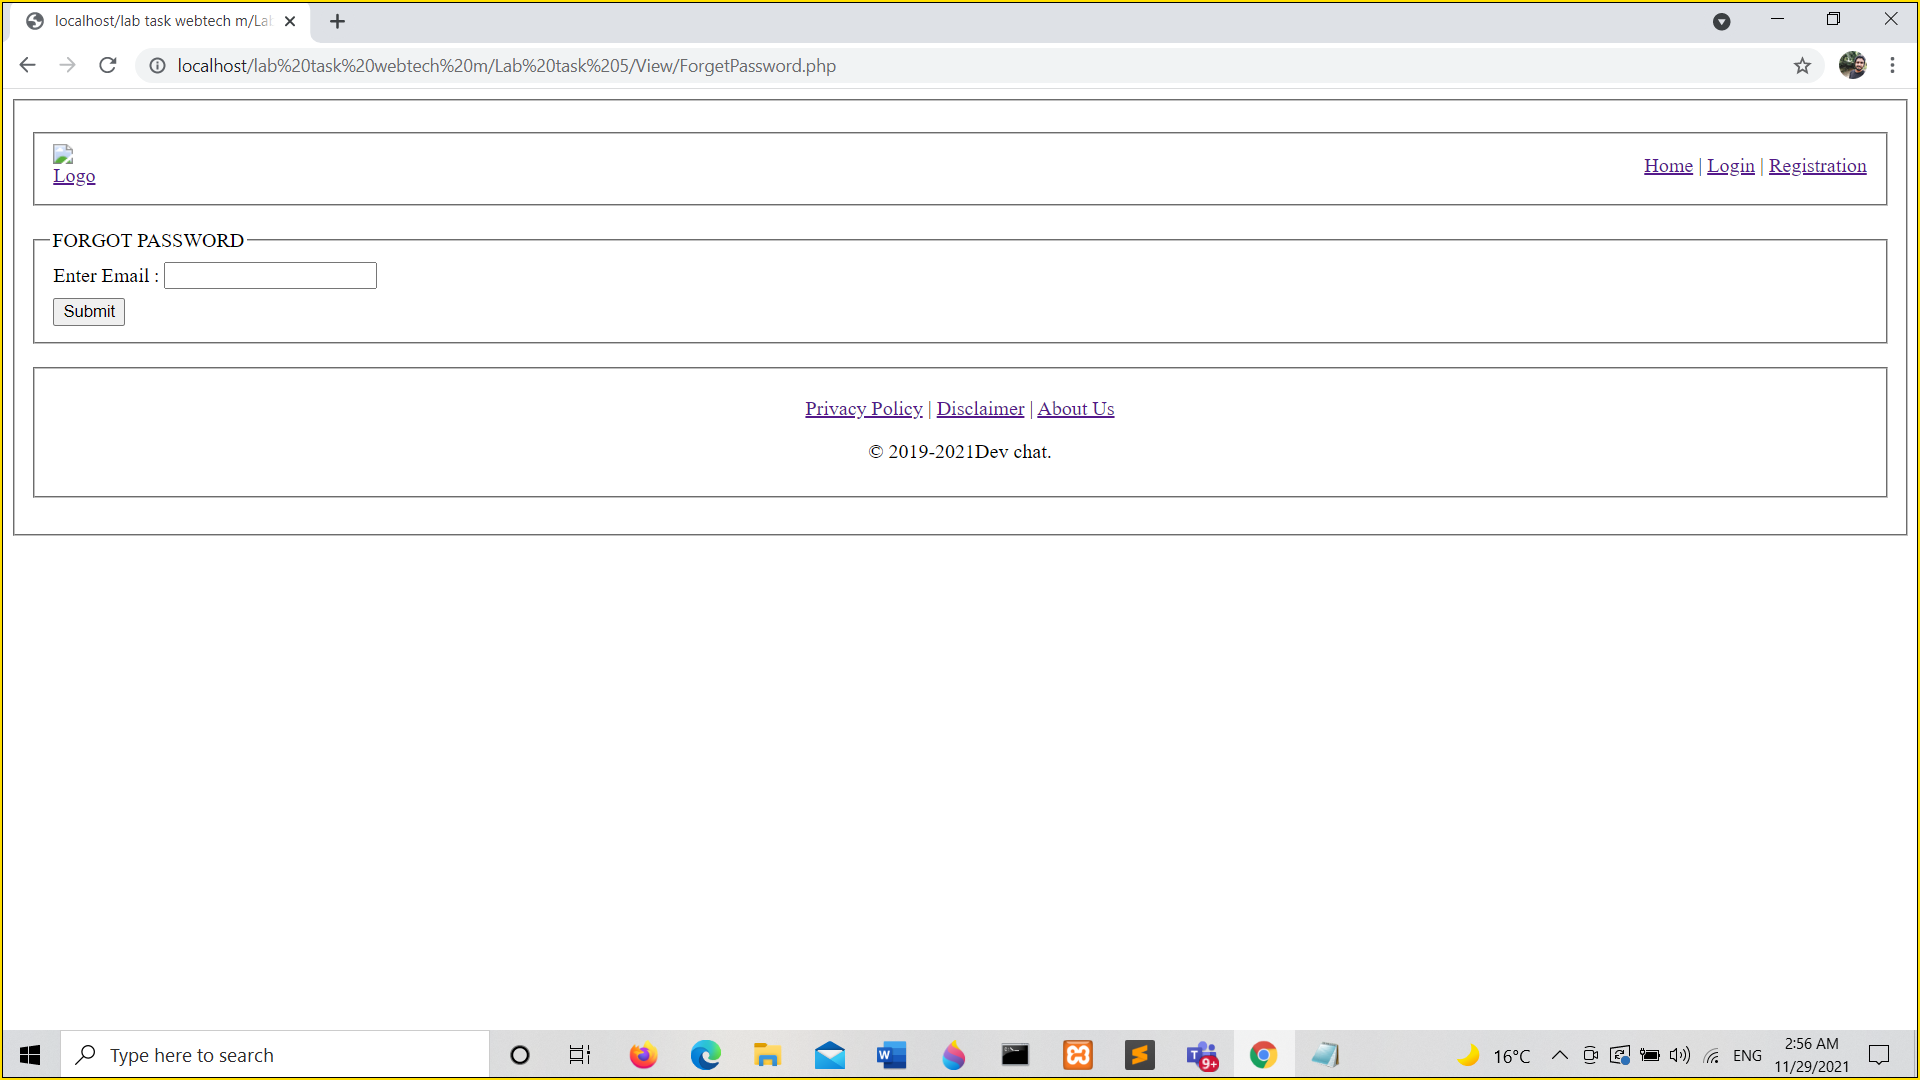 localhost/lab task webtech m/La
localhost/lab%20task%20webtech%20m/Lab%20task%205/View/ForgetPassword.php
Logo
Home | Login | Registration
FORGOT PASSWORD
Enter Email :
Submit
Privacy Policy | Disclaimer | About Us
© 2019-2021Dev chat.
Type here to search
W
9+
16°C
ENG
2:56 AM
11/29/2021